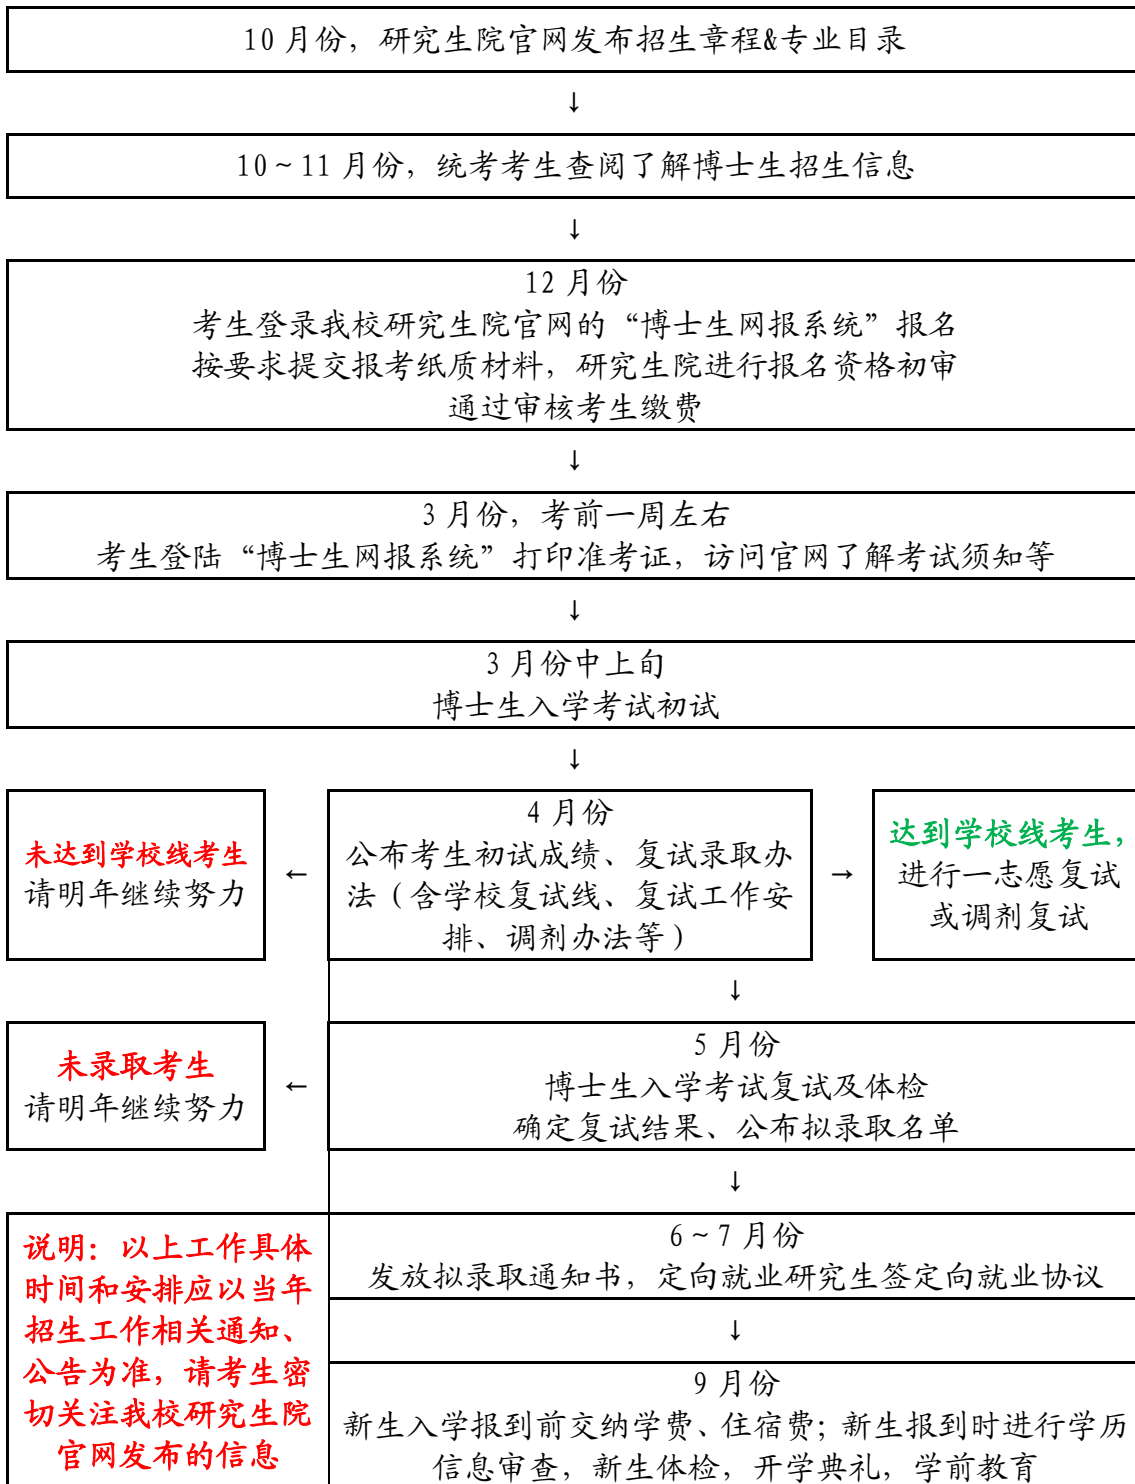 10 月份，研究生院官网发布招生章程&专业目录
↓
10～11 月份，统考考生查阅了解博士生招生信息
↓
12 月份
考生登录我校研究生院官网的“博士生网报系统”报名
按要求提交报考纸质材料，研究生院进行报名资格初审
通过审核考生缴费
↓
3 月份，考前一周左右
考生登陆“博士生网报系统”打印准考证，访问官网了解考试须知等
↓
3 月份中上旬
博士生入学考试初试
↓
未达到学校线考生
请明年继续努力
←
4 月份
公布考生初试成绩、复试录取办
法（含学校复试线、复试工作安
排、调剂办法等）
→
达到学校线考生，
进行一志愿复试
或调剂复试
↓
未录取考生
请明年继续努力
←
5 月份
博士生入学考试复试及体检
确定复试结果、公布拟录取名单
↓
说明：以上工作具体
时间和安排应以当年
招生工作相关通知、
公告为准，请考生密
切关注我校研究生院
官网发布的信息
6～7 月份
发放拟录取通知书，定向就业研究生签定向就业协议
↓
9 月份
新生入学报到前交纳学费、住宿费；新生报到时进行学历
信息审查，新生体检，开学典礼，学前教育